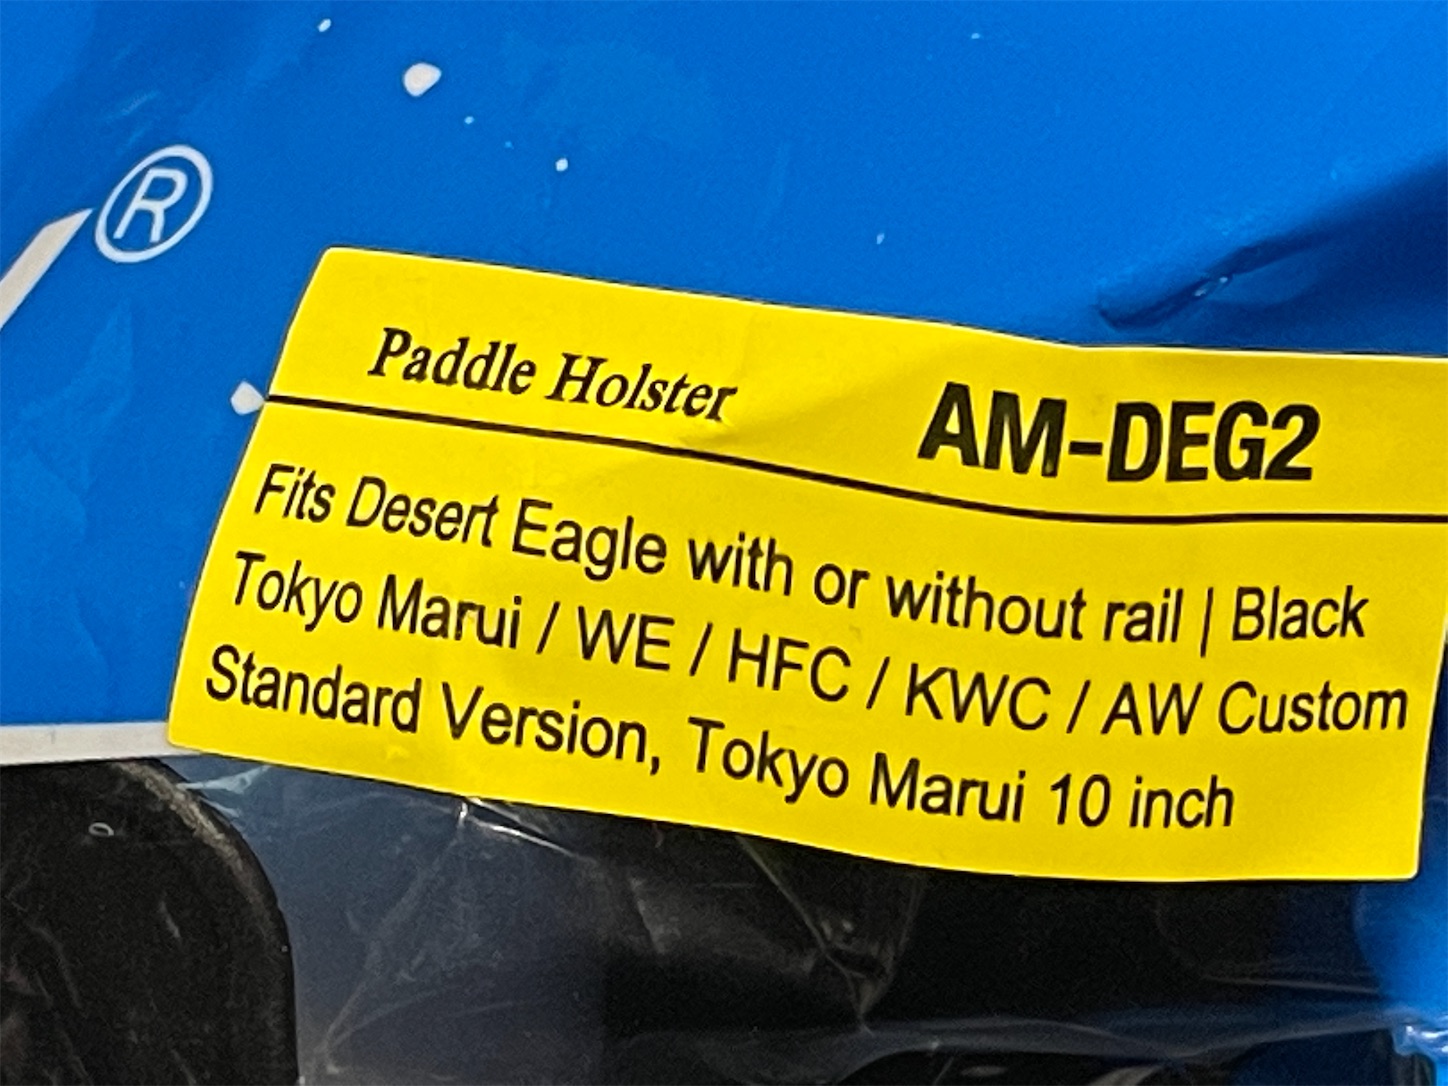 ®
Paddle Holster AM-DEG2
Fits Desert Eagle with or without rail | Black
Tokyo Marui / WE / HFC / KWC / AW Custom
Standard Version, Tokyo Marui 10 inch